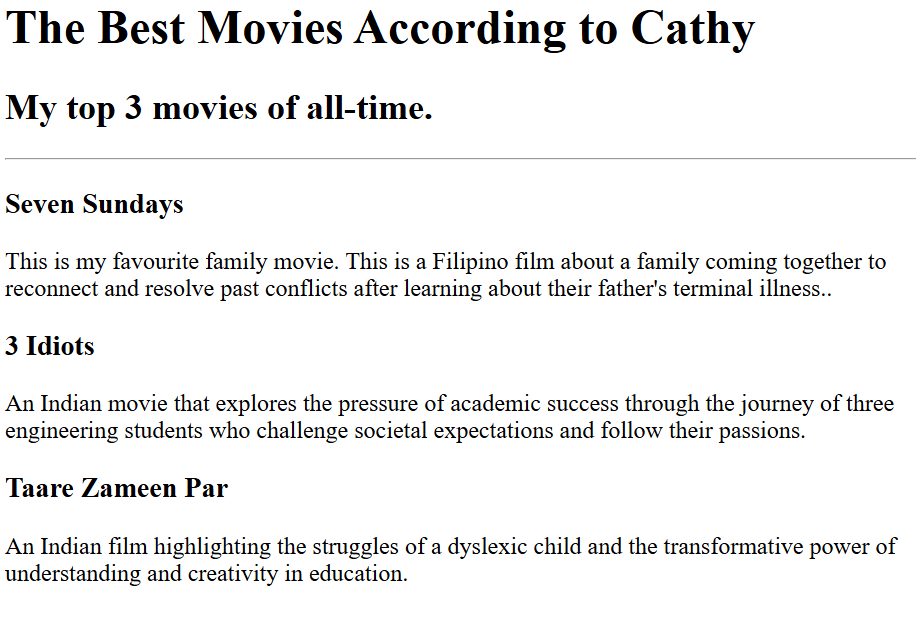 The Best Movies According to Cathy
My top 3 movies of all-time.
Seven Sundays
This is my favourite family movie. This is a Filipino film about a family coming together to
reconnect and resolve past conflicts after learning about their father's terminal illness..
3 Idiots
An Indian movie that explores the pressure of academic success through the journey of three
engineering students who challenge societal expectations and follow their passions.
Taare Zameen Par
An Indian film highlighting the struggles of a dyslexic child and the transformative power of
understanding and creativity in education.